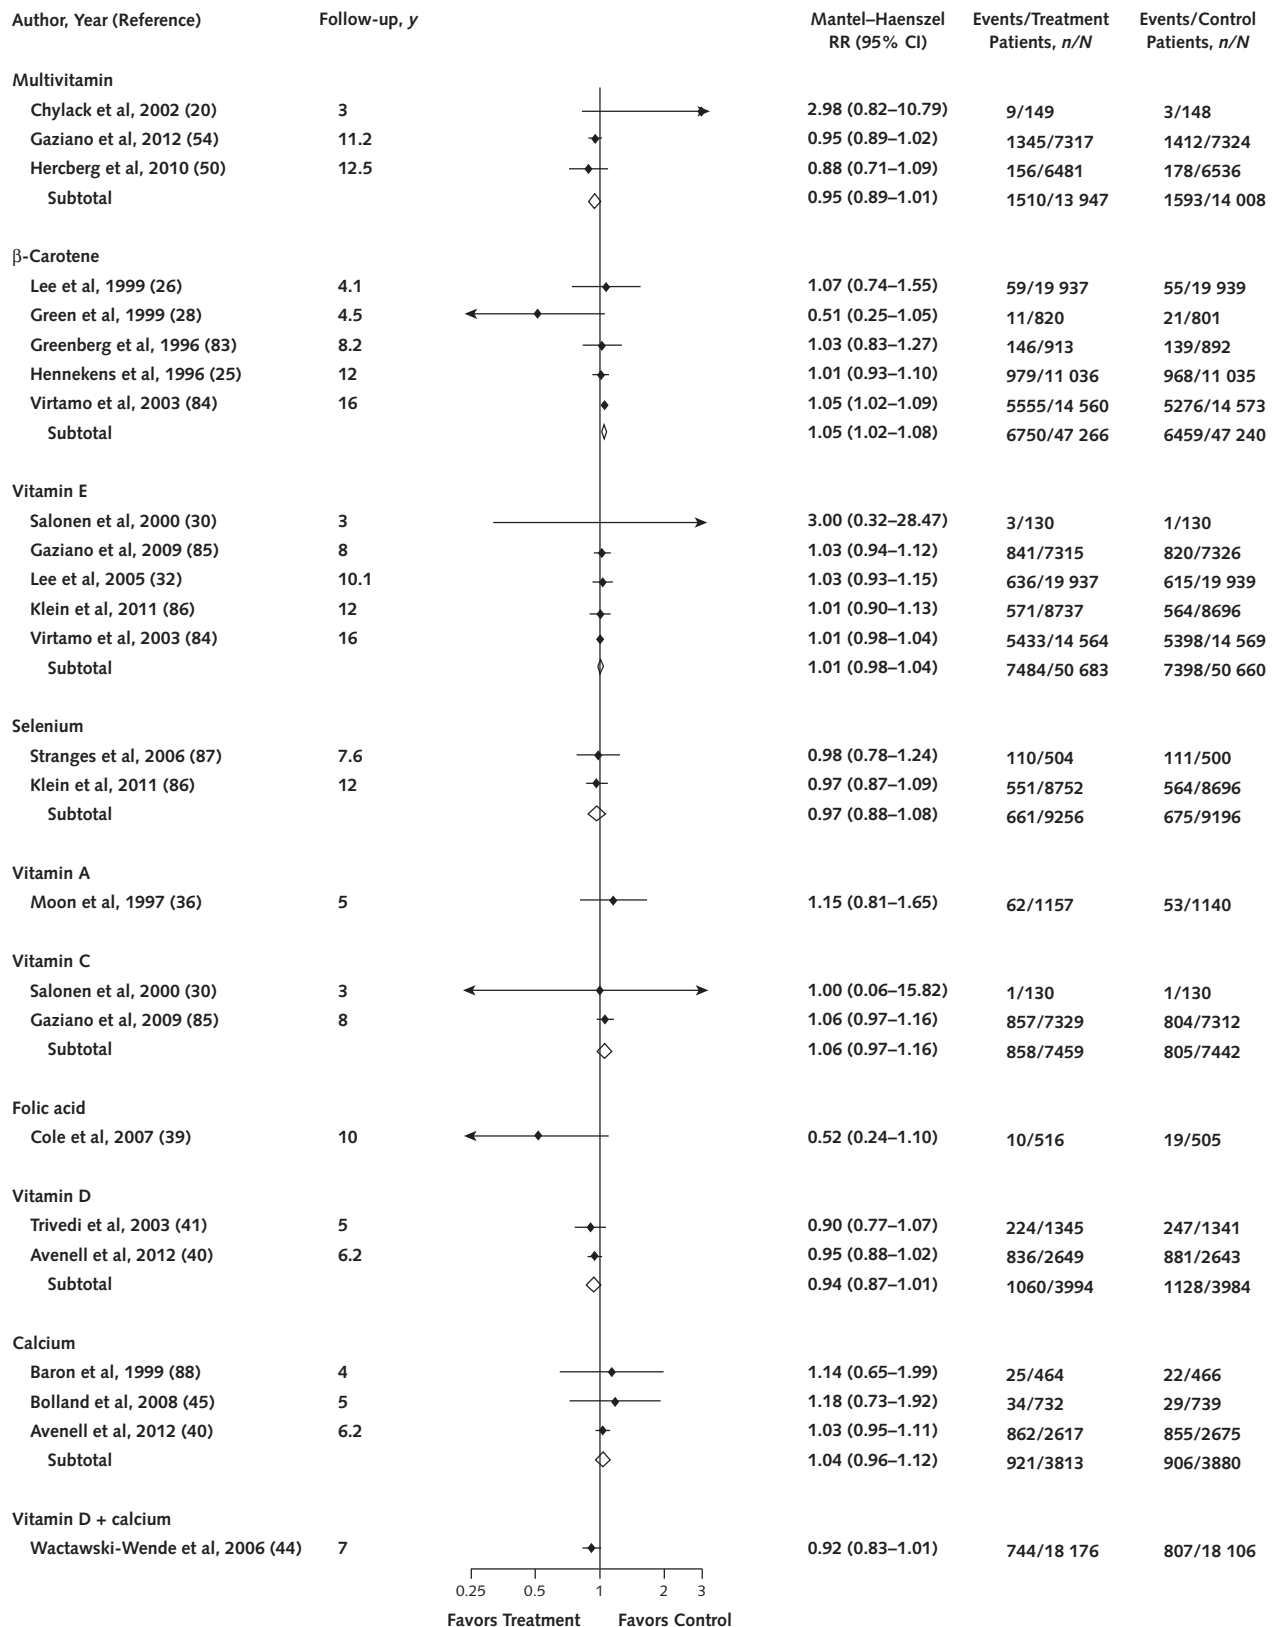 Author, Year (Reference) Follow-up, y Mantel–Haenszel Events/Treatment Events/Control
RR (95% CI) Patients, n/N Patients, n/N
Multivitamin
Chylack et al, 2002 (20) 3 2.98 (0.82–10.79) 9/149 3/148
Gaziano et al, 2012 (54) 11.2 0.95 (0.89–1.02) 1345/7317 1412/7324
Hercberg et al, 2010 (50) 12.5 0.88 (0.71–1.09) 156/6481 178/6536
Subtotal 0.95 (0.89–1.01) 1510/13 947 1593/14 008
β-Carotene
Lee et al, 1999 (26) 4.1 1.07 (0.74–1.55) 59/19 937 55/19 939
Green et al, 1999 (28) 4.5 0.51 (0.25–1.05) 11/820 21/801
Greenberg et al, 1996 (83) 8.2 1.03 (0.83–1.27) 146/913 139/892
Hennekens et al, 1996 (25) 12 1.01 (0.93–1.10) 979/11 036 968/11 035
Virtamo et al, 2003 (84) 16 1.05 (1.02–1.09) 5555/14 560 5276/14 573
Subtotal 1.05 (1.02–1.08) 6750/47 266 6459/47 240
Vitamin E
Salonen et al, 2000 (30) 3 3.00 (0.32–28.47) 3/130 1/130
Gaziano et al, 2009 (85) 8 1.03 (0.94–1.12) 841/7315 820/7326
Lee et al, 2005 (32) 10.1 1.03 (0.93–1.15) 636/19 937 615/19 939
Klein et al, 2011 (86) 12 1.01 (0.90–1.13) 571/8737 564/8696
Virtamo et al, 2003 (84) 16 1.01 (0.98–1.04) 5433/14 564 5398/14 569
Subtotal 1.01 (0.98–1.04) 7484/50 683 7398/50 660
Selenium
Stranges et al, 2006 (87) 7.6 0.98 (0.78–1.24) 110/504 111/500
Klein et al, 2011 (86) 12 0.97 (0.87–1.09) 551/8752 564/8696
Subtotal 0.97 (0.88–1.08) 661/9256 675/9196
Vitamin A
Moon et al, 1997 (36) 5 1.15 (0.81–1.65) 62/1157 53/1140
Vitamin C
Salonen et al, 2000 (30) 3 1.00 (0.06–15.82) 1/130 1/130
Gaziano et al, 2009 (85) 8 1.06 (0.97–1.16) 857/7329 804/7312
Subtotal 1.06 (0.97–1.16) 858/7459 805/7442
Folic acid
Cole et al, 2007 (39) 10 0.52 (0.24–1.10) 10/516 19/505
Vitamin D
Trivedi et al, 2003 (41) 5 0.90 (0.77–1.07) 224/1345 247/1341
Avenell et al, 2012 (40) 6.2 0.95 (0.88–1.02) 836/2649 881/2643
Subtotal 0.94 (0.87–1.01) 1060/3994 1128/3984
Calcium
Baron et al, 1999 (88) 4 1.14 (0.65–1.99) 25/464 22/466
Bolland et al, 2008 (45) 5 1.18 (0.73–1.92) 34/732 29/739
Avenell et al, 2012 (40) 6.2 1.03 (0.95–1.11) 862/2617 855/2675
Subtotal 1.04 (0.96–1.12) 921/3813 906/3880
Vitamin D + calcium
Wactawski-Wende et al, 2006 (44) 7 0.92 (0.83–1.01) 744/18 176 807/18 106
0.25 0.5 1 2 3
Favors Treatment Favors Control